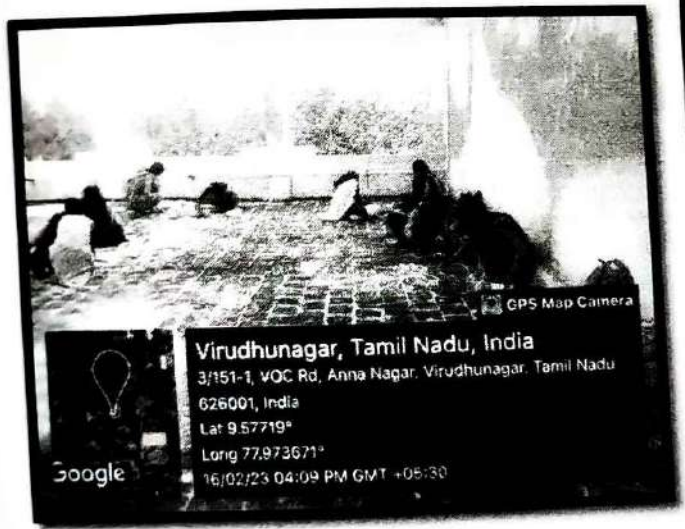 GPS Map Camera
Virudhunagar, Tamil Nadu, India
3/151-1, VOC Rd, Anna Nagar, Virudhunagar, Tamil Nadu
626001, India
Lat 9.57719°
Long 77.973671°
16/02/23 04:09 PM GMT +05:30
Google